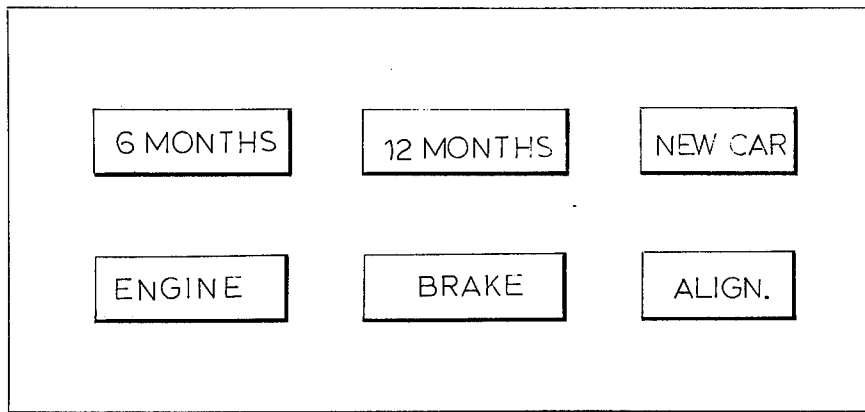 6 MONTHS
12 MONTHS
NEW CAR
ENGINE
BRAKE
ALIGN.